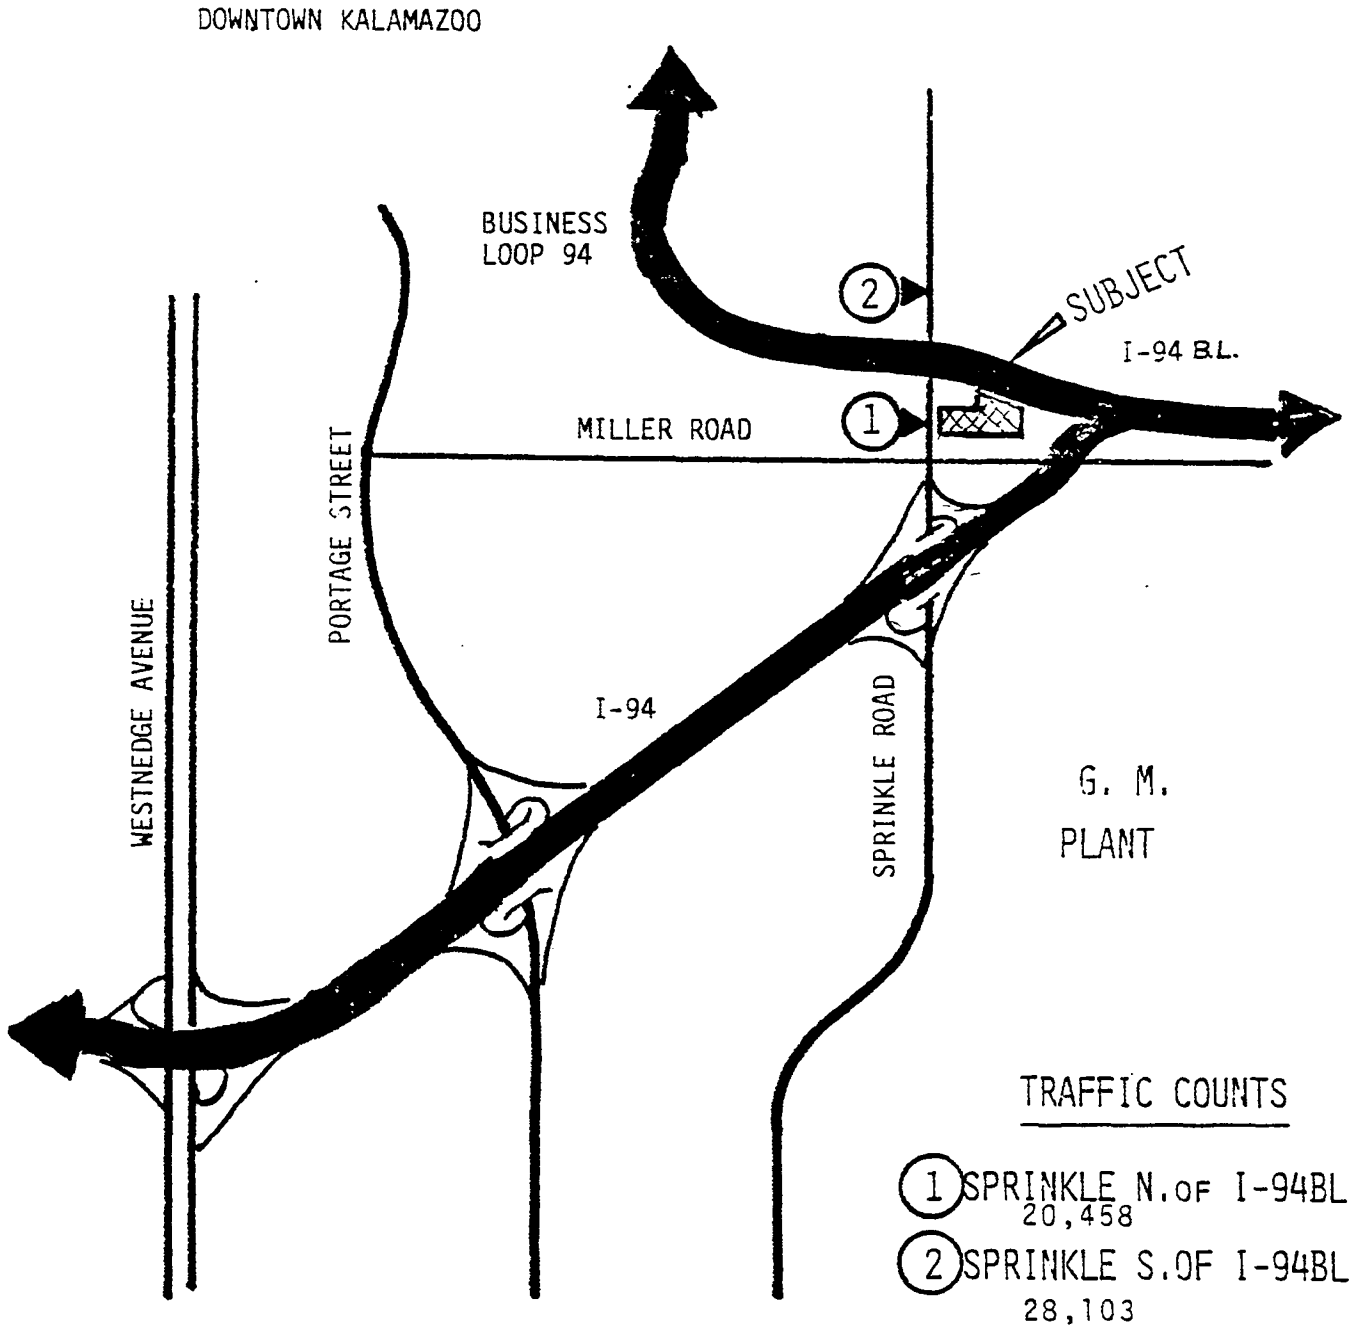 DOWNTOWN KALAMAZOO
BUSINESS
LOOP 94
2
SUBJECT
I-94 B.L.
1
MILLER ROAD
PORTAGE STREET
WESTNEDGE AVENUE
I-94
SPRINKLE ROAD
G. M.
PLANT
TRAFFIC COUNTS
1 SPRINKLE N.OF I-94BL
20,458
2 SPRINKLE S.OF I-94BL
28,103